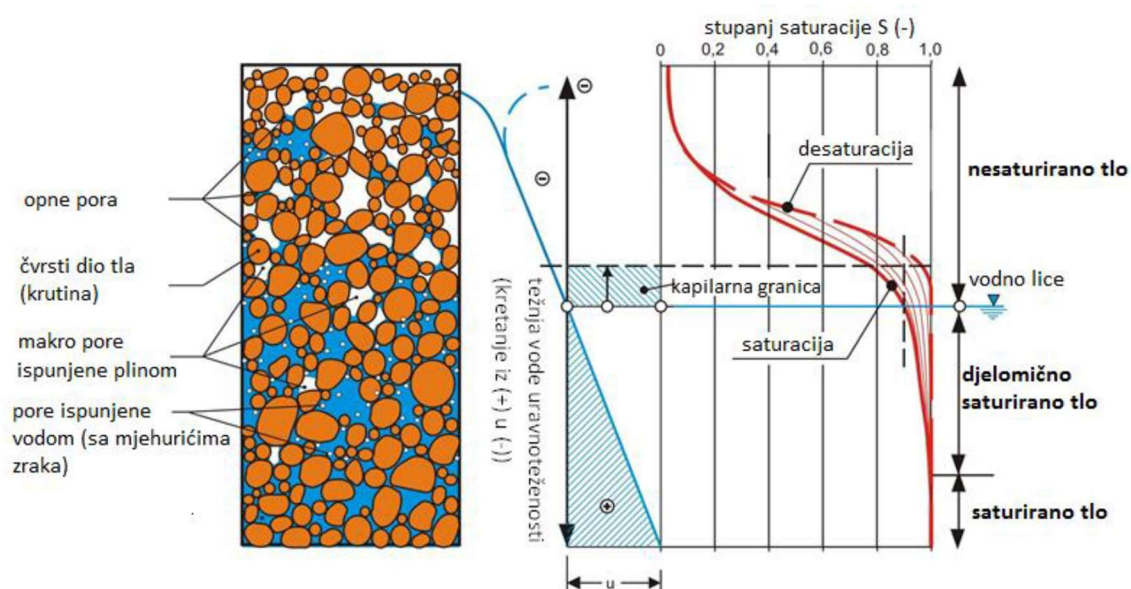 stupanj saturacije S (-)
0 0,2 0,4 0,6 0,8 1,0
desaturacija
nesaturirano tlo
opne pora
čvrsti dio tla
(krutina)
kapilarna granica
vodno lice
saturacija
makro pore
ispunjene plinom
djelomično
saturirano tlo
pore ispunjene
vodom (sa mjehurićima
zraka)
težnja vode uravnoteženosti
(kretanje iz (+) u (-))
saturirano tlo
u